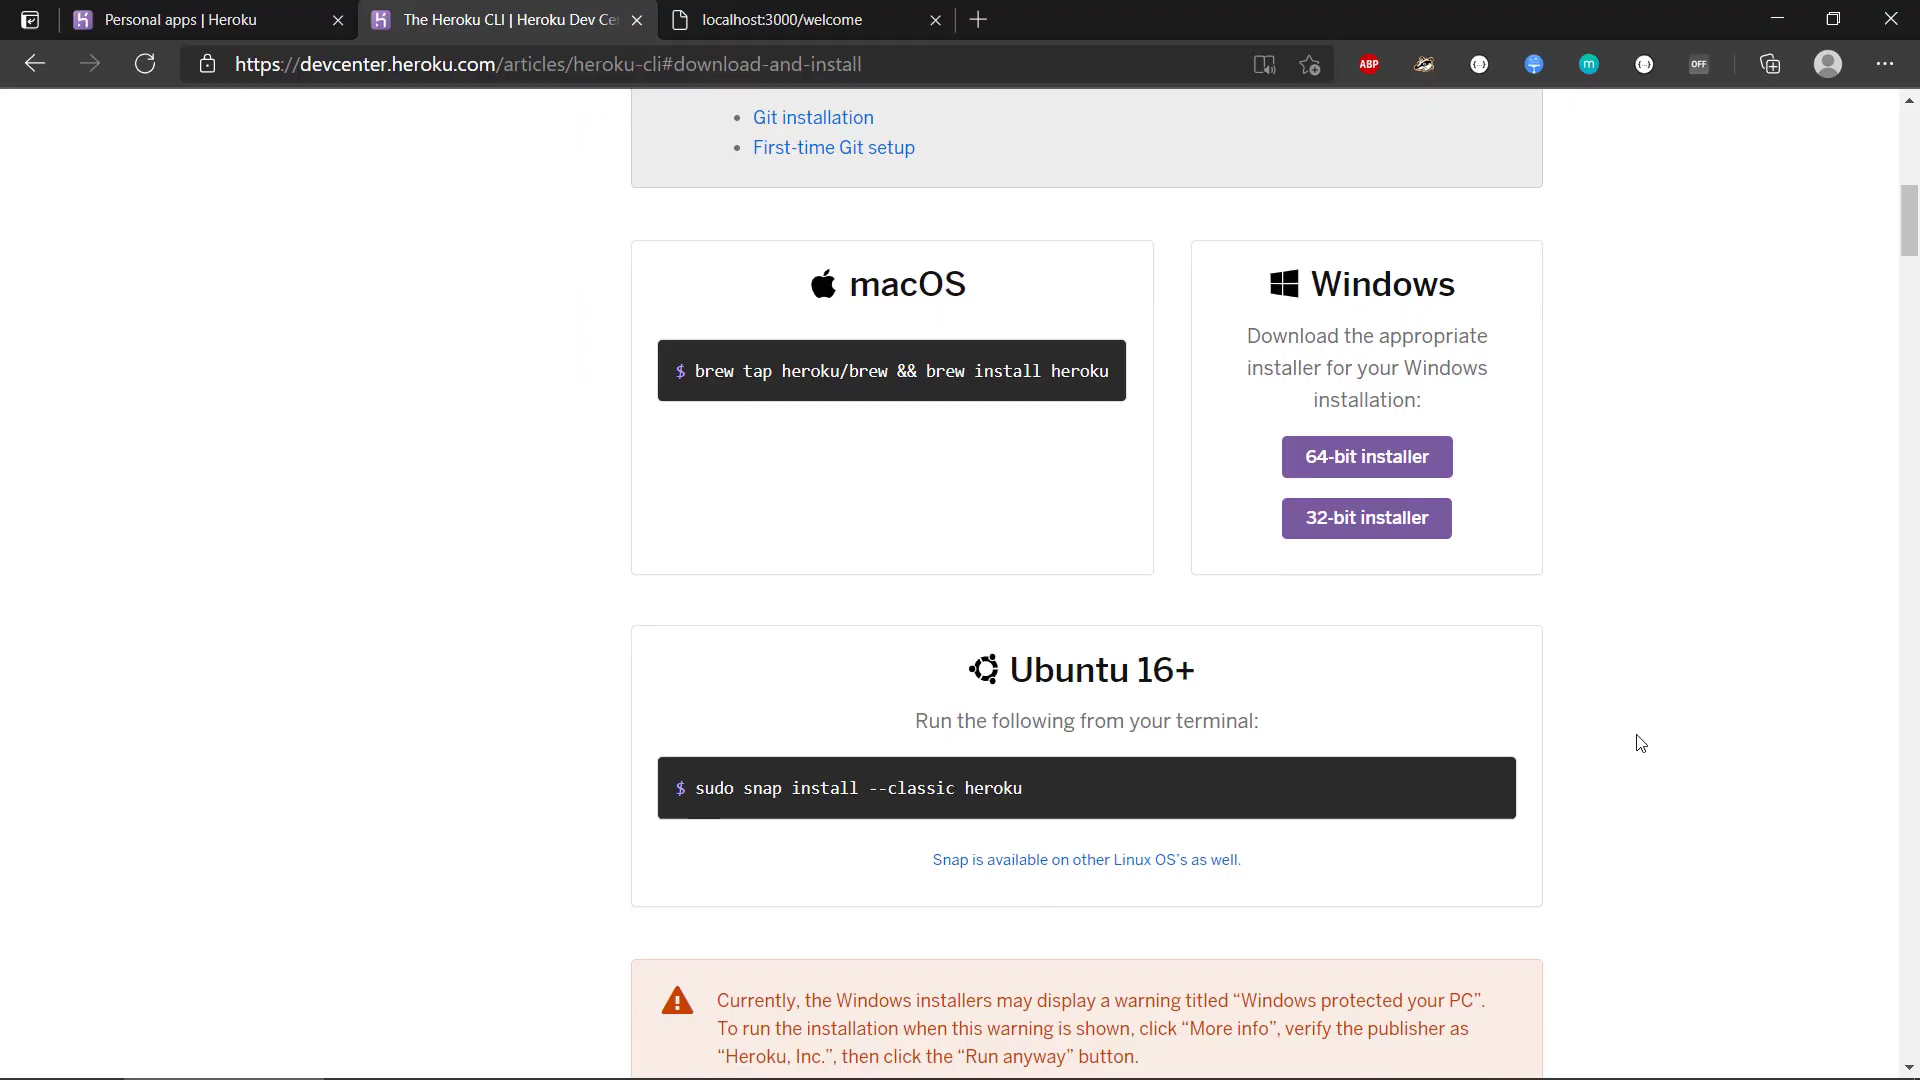 Personal apps | Heroku
The Heroku CLI | Heroku Dev Ce
localhost:3000/welcome
https://devcenter.heroku.com/articles/heroku-cli#download-and-install
ABP
m
OFF
• Git installation
• First-time Git setup
macOS
$ brew tap heroku/brew && brew install heroku
Windows
Download the appropriate
installer for your Windows
installation:
64-bit installer
32-bit installer
Ubuntu 16+
Run the following from your terminal:
$ sudo snap install --classic heroku
Snap is available on other Linux OS’s as well.
Currently, the Windows installers may display a warning titled “Windows protected your PC”.
To run the installation when this warning is shown, click “More info”, verify the publisher as
“Heroku, Inc.”, then click the “Run anyway” button.